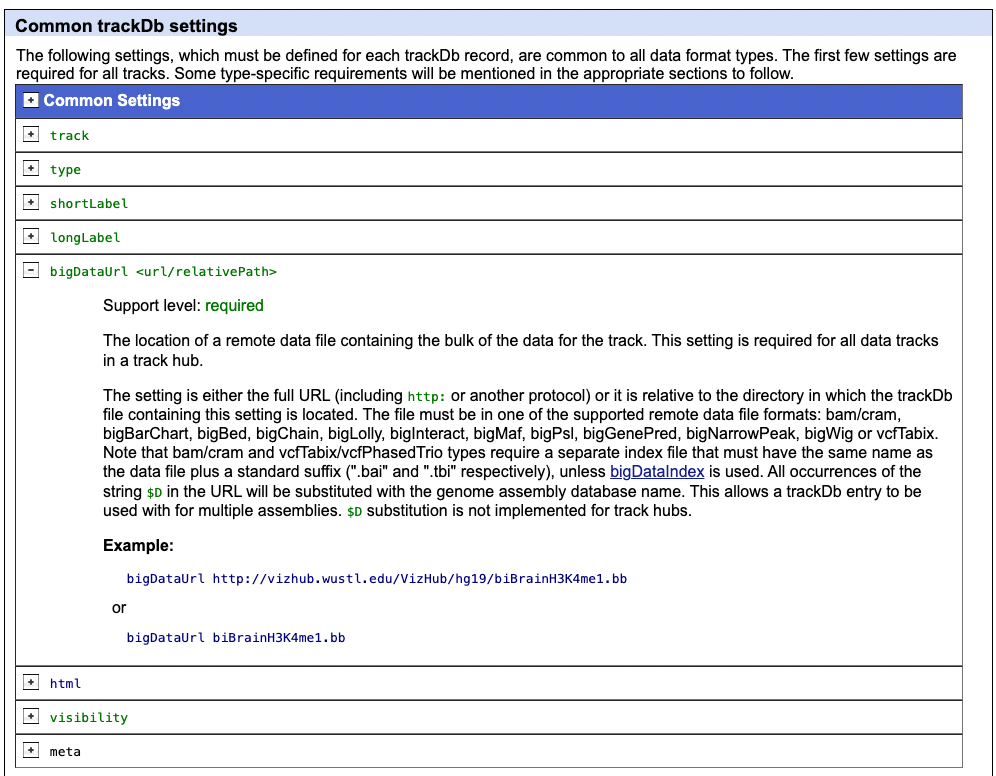 Common trackDb settings
The following settings, which must be defined for each trackDb record, are common to all data format types. The first few settings are
required for all tracks. Some type-specific requirements will be mentioned in the appropriate sections to follow.
+ Common Settings
+ track
+ type
+ shortLabel
+ longLabel
- bigDataUrl <url/relativePath>
Support level: required
The location of a remote data file containing the bulk of the data for the track. This setting is required for all data tracks
in a track hub.
The setting is either the full URL (including http: or another protocol) or it is relative to the directory in which the trackDb
file containing this setting is located. The file must be in one of the supported remote data file formats: bam/cram,
bigBarChart, bigBed, bigChain, bigLolly, bigInteract, bigMaf, bigPsl, bigGenePred, bigNarrowPeak, bigWig or vcfTabix.
Note that bam/cram and vcfTabix/vcfPhasedTrio types require a separate index file that must have the same name as
the data file plus a standard suffix (".bai" and ".tbi" respectively), unless bigDataIndex is used. All occurrences of the
string $D in the URL will be substituted with the genome assembly database name. This allows a trackDb entry to be
used with for multiple assemblies. $D substitution is not implemented for track hubs.
Example:
bigDataUrl http://vizhub.wustl.edu/VizHub/hg19/biBrainH3K4me1.bb
or
bigDataUrl biBrainH3K4me1.bb
+ html
+ visibility
+ meta